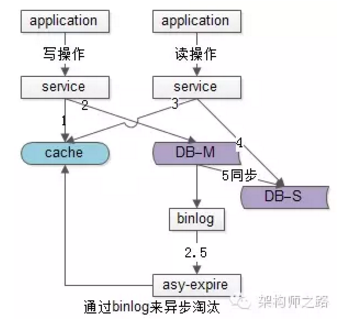 application
application
写操作
读操作
service
service
1
2
3
4
cache
DB-M
5同步
DB-S
binlog
2.5
asy-expire
通过binlog来异步淘汰
架构师之路